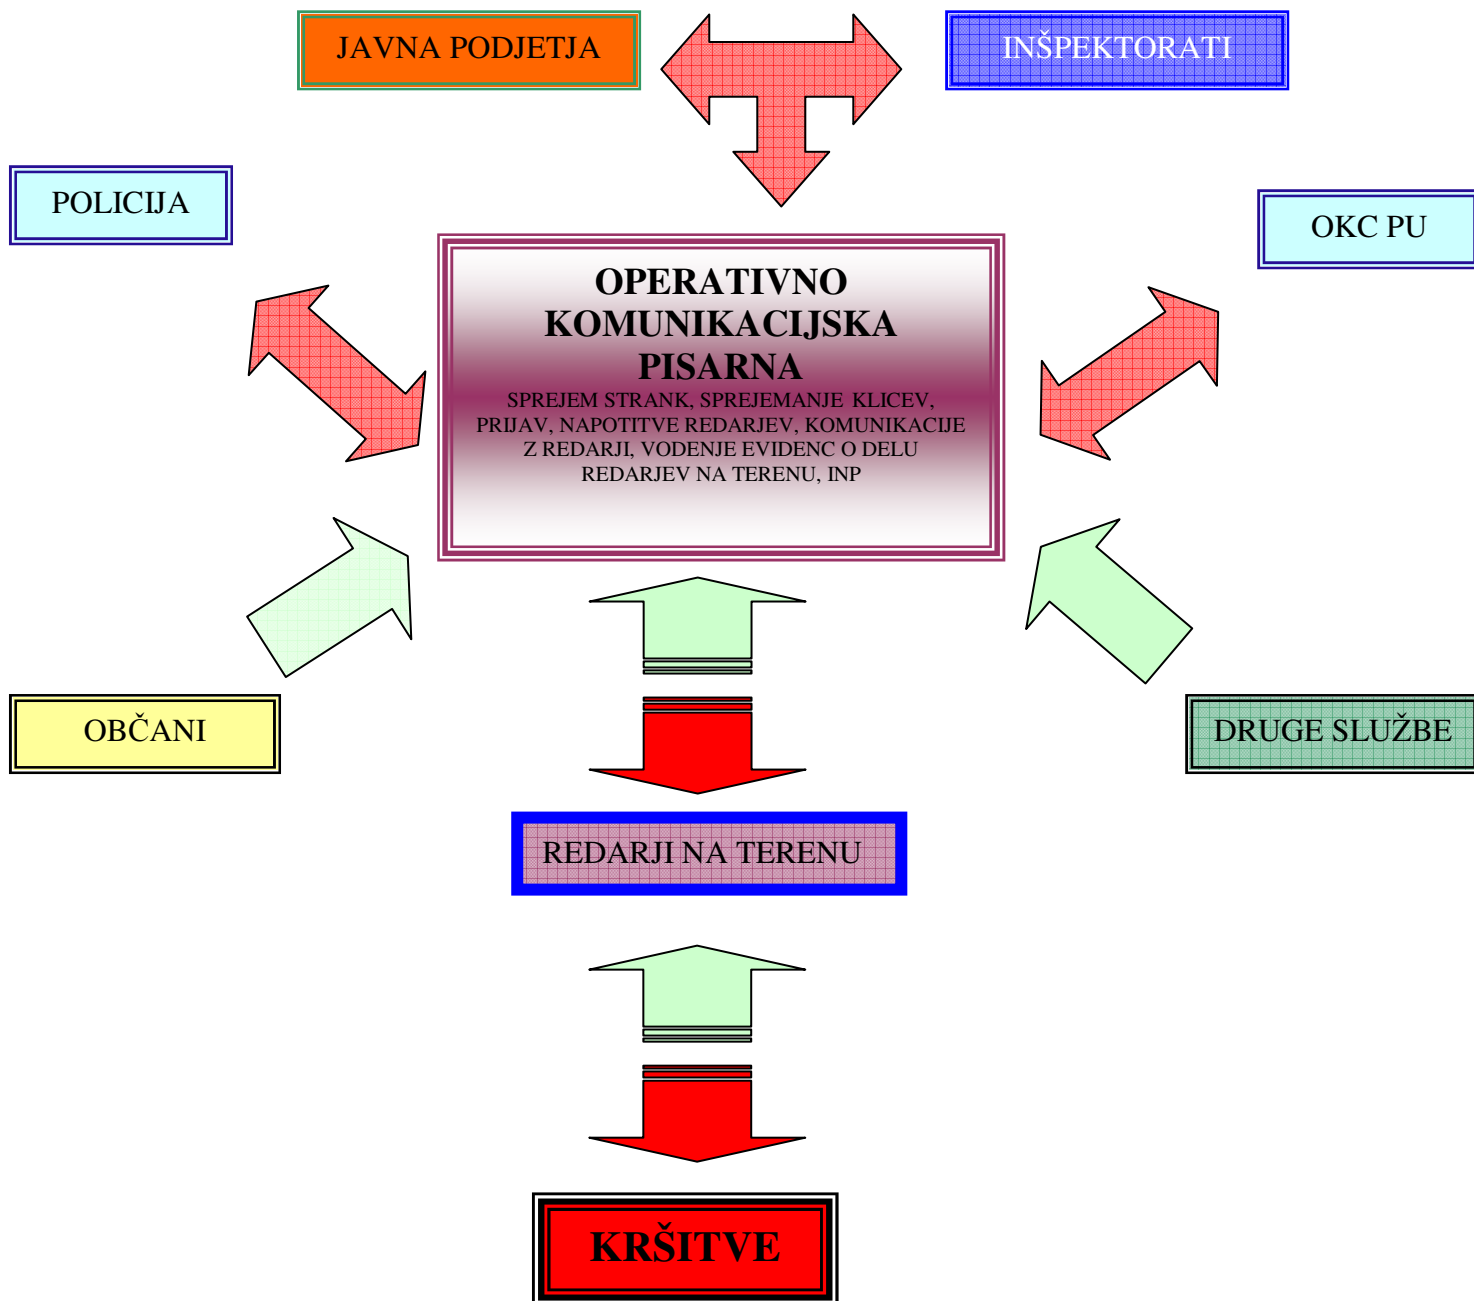 JAVNA PODJETJA
INŠPEKTORATI
POLICIJA
OKC PU
OPERATIVNO
KOMUNIKACIJSKA
PISARNA
SPREJEM STRANK, SPREJEMANJE KLICEV,
PRIJAV, NAPOTITVE REDARJEV, KOMUNIKACIJE
Z REDARJI, VODENJE EVIDENC O DELU
REDARJEV NA TERENU, INP
OBČANI
DRUGE SLUŽBE
REDARJI NA TERENU
KRŠITVE